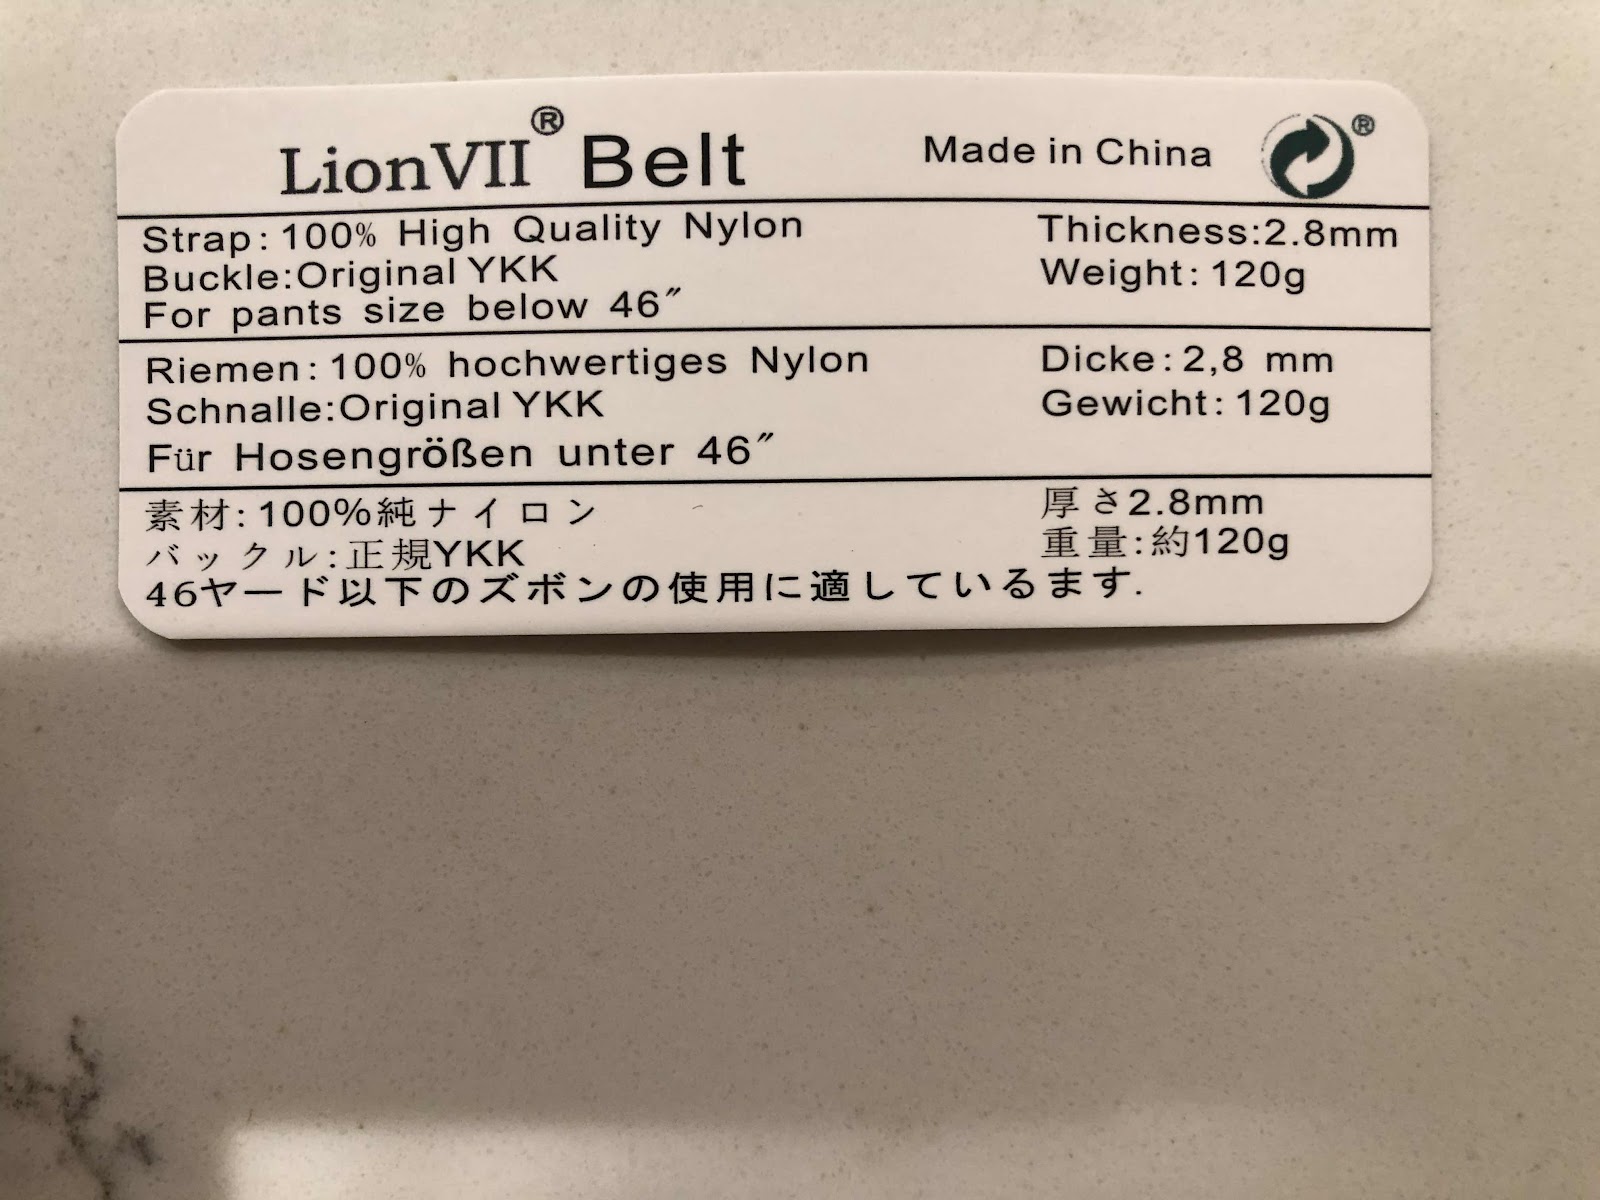 LionVII® Belt Made in China ®
Strap: 100% High Quality Nylon Thickness:2.8mm
Buckle:Original YKK Weight: 120g
For pants size below 46″
Riemen: 100% hochwertiges Nylon Dicke: 2,8 mm
Schnalle:Original YKK Gewicht: 120g
Für Hosengrößen unter 46″
素材: 100%純ナイロン 厚さ2.8mm
バックル:正規YKK 重量:約120g
46ヤード以下のズボンの使用に適しているます.